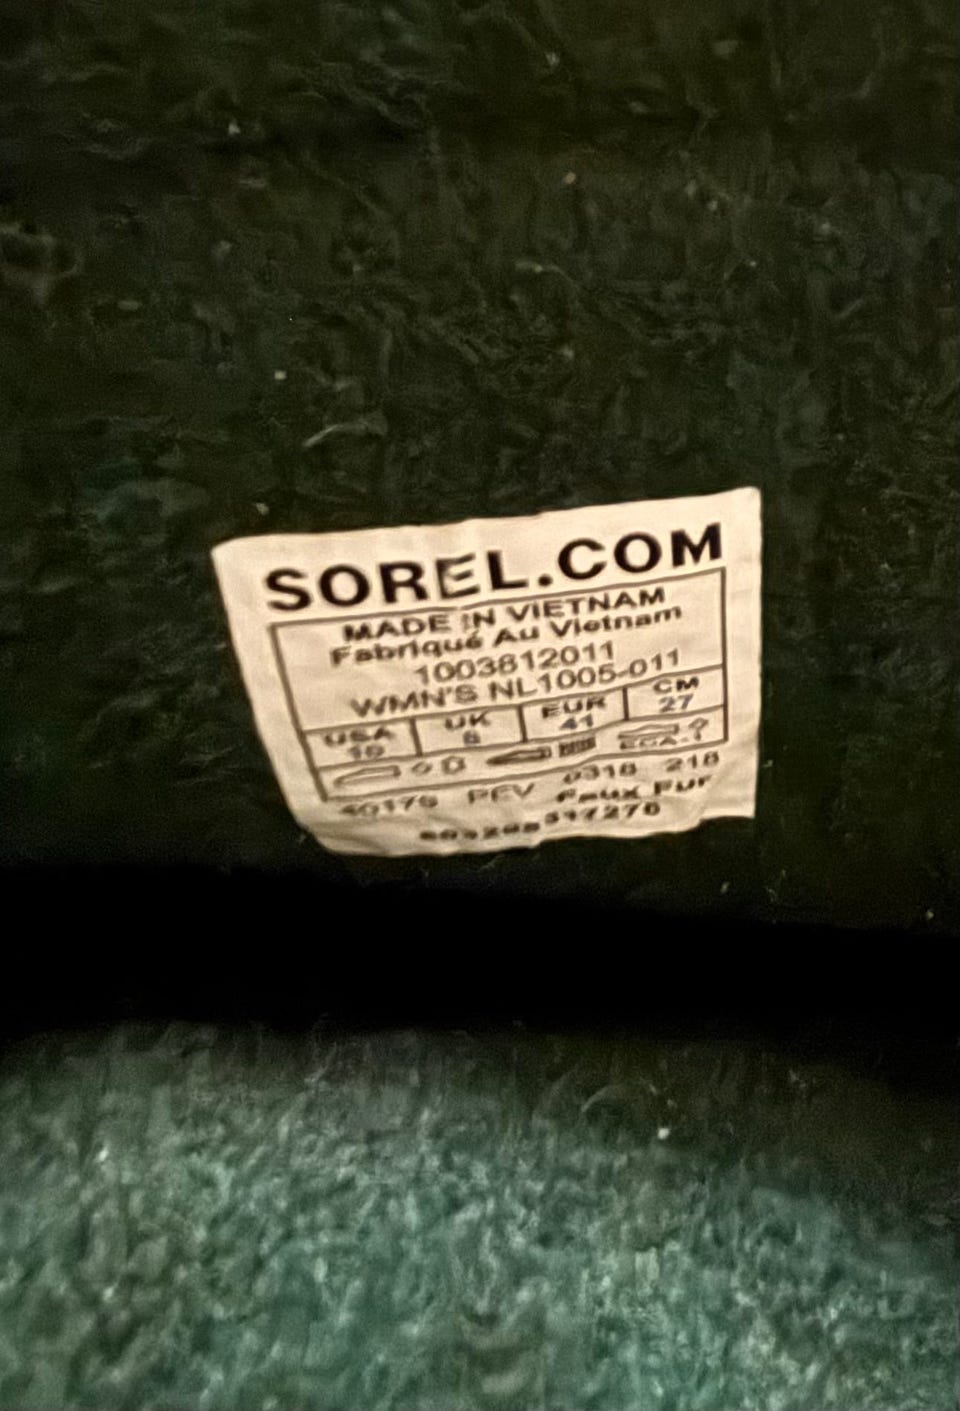 SOREL.COM
MADE IN VIETNAM
Fabriqué Au Vietnam
1003812011
WMN'S NL1005-011
USA UK EUR CM
10 8 41 27
PFV 0318 218
Faux Fur